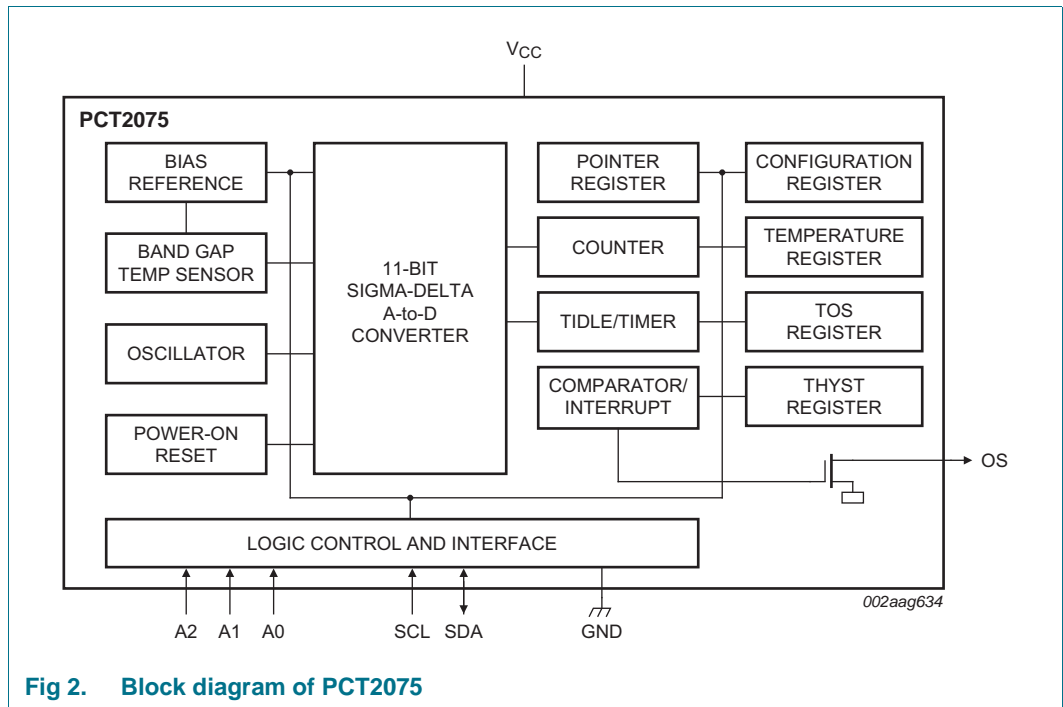 VCC
PCT2075
BIAS
REFERENCE
BAND GAP
TEMP SENSOR
OSCILLATOR
POWER-ON
RESET
11-BIT
SIGMA-DELTA
A-to-D
CONVERTER
POINTER
REGISTER
COUNTER
TIDLE/TIMER
COMPARATOR/
INTERRUPT
CONFIGURATION
REGISTER
TEMPERATURE
REGISTER
TOS
REGISTER
THYST
REGISTER
OS
LOGIC CONTROL AND INTERFACE
A2 A1 A0 SCL SDA GND
002aag634
Fig 2. Block diagram of PCT2075